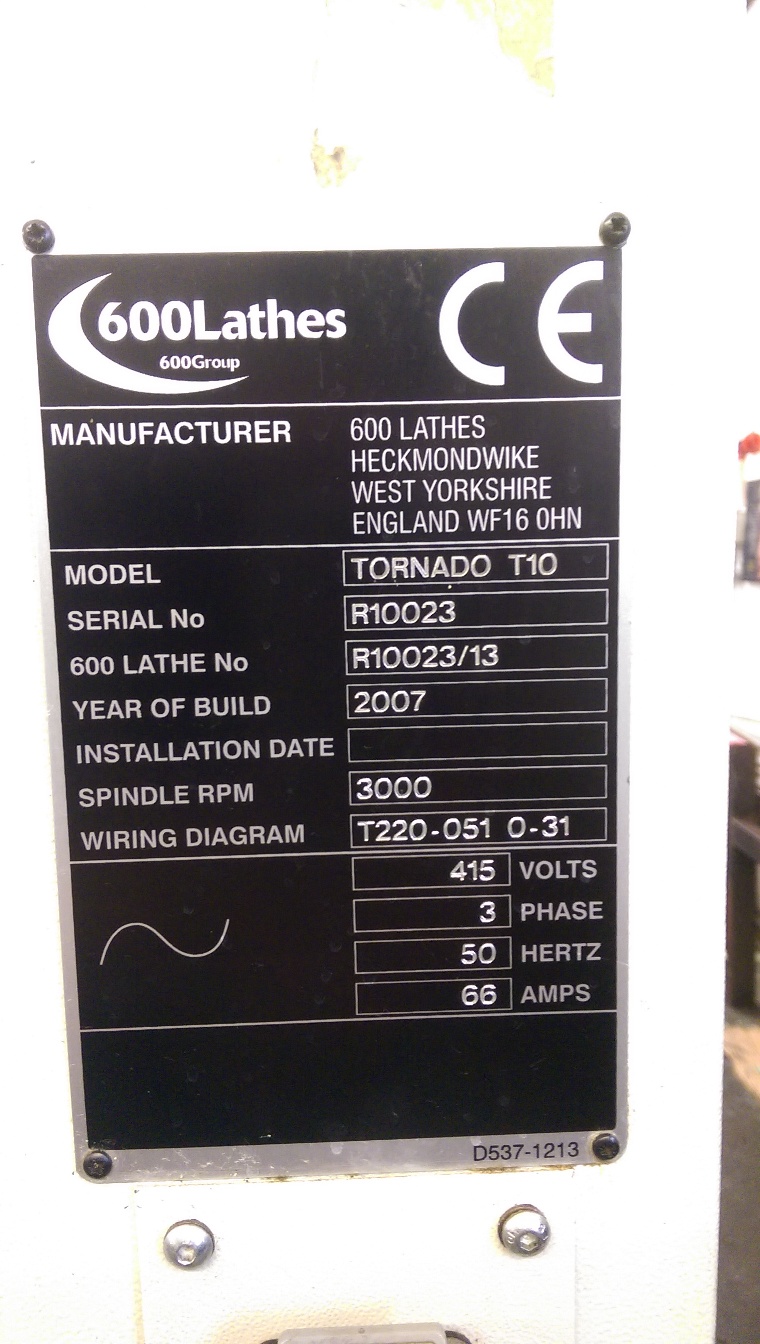 600Lathes
600Group
CE
MANUFACTURER 600 LATHES
HECKMONDWIKE
WEST YORKSHIRE
ENGLAND WF16 0HN
MODEL TORNADO T10
SERIAL No R10023
600 LATHE No R10023/13
YEAR OF BUILD 2007
INSTALLATION DATE
SPINDLE RPM 3000
WIRING DIAGRAM T220-051 0-31
415 VOLTS
3 PHASE
50 HERTZ
66 AMPS
D537-1213